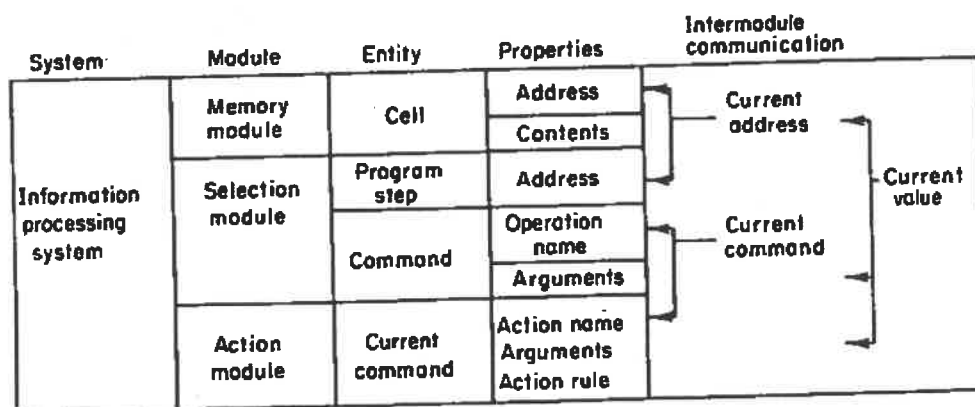 Intermodule
System Module Entity Properties communication
Information
processing
system
Memory
module
Cell
Address
Contents
Current
address
Selection
module
Program
step
Address
Current
value
Command
Operation
name
Arguments
Current
command
Action
module
Current
command
Action name
Arguments
Action rule